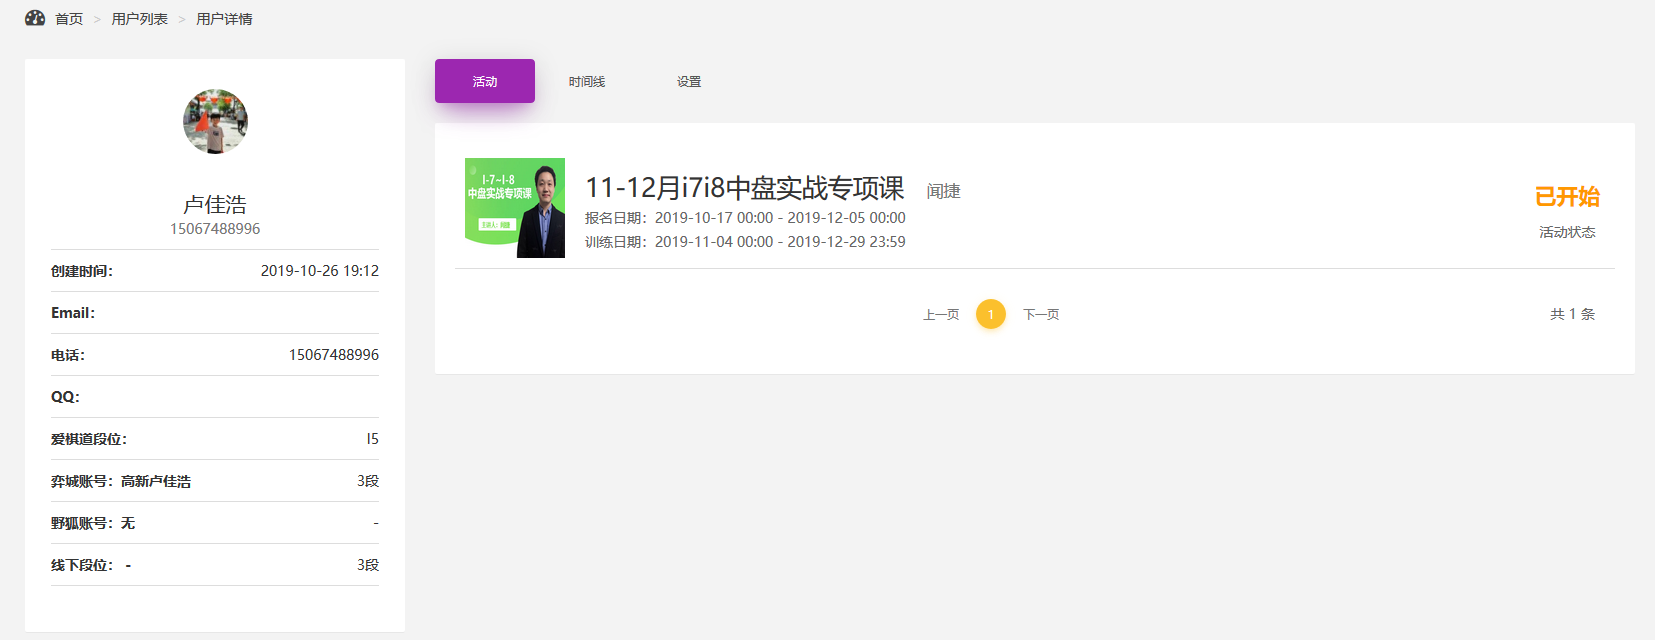 首页 > 用户列表 > 用户详情
卢佳浩
15067488996
创建时间： 2019-10-26 19:12
Email：
电话： 15067488996
QQ：
爱棋道段位： I5
弈城账号：高新卢佳浩 3段
野狐账号：无 -
线下段位： - 3段
活动 时间线 设置
I-7~I-8
中盘实战专项课
主讲人：闻捷
11-12月i7i8中盘实战专项课 闻捷
报名日期：2019-10-17 00:00 - 2019-12-05 00:00
训练日期：2019-11-04 00:00 - 2019-12-29 23:59
已开始
活动状态
上一页 1 下一页 共 1 条